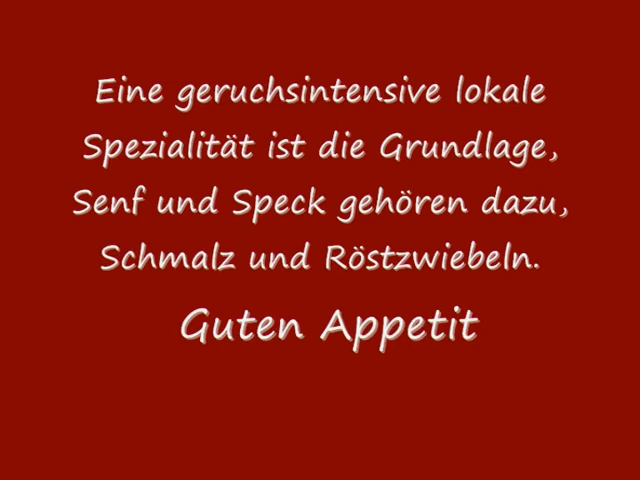 Eine geruchsintensive lokale
Spezialität ist die Grundlage,
Senf und Speck gehören dazu,
Schmalz und Röstzwiebeln.
Guten Appetit